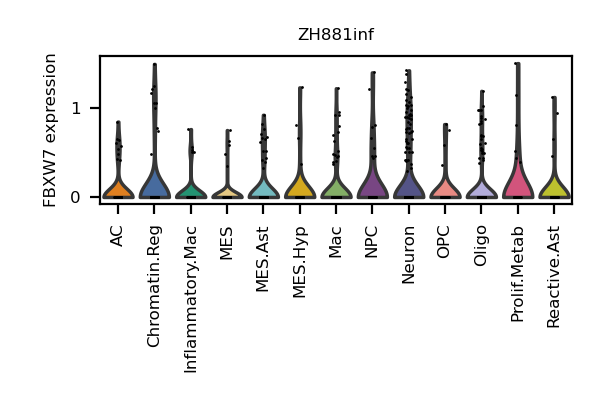 ZH881inf
FBXW7 expression
1
0
AC
Chromatin.Reg
Inflammatory.Mac
MES
MES.Ast
MES.Hyp
Mac
NPC
Neuron
OPC
Oligo
Prolif.Metab
Reactive.Ast